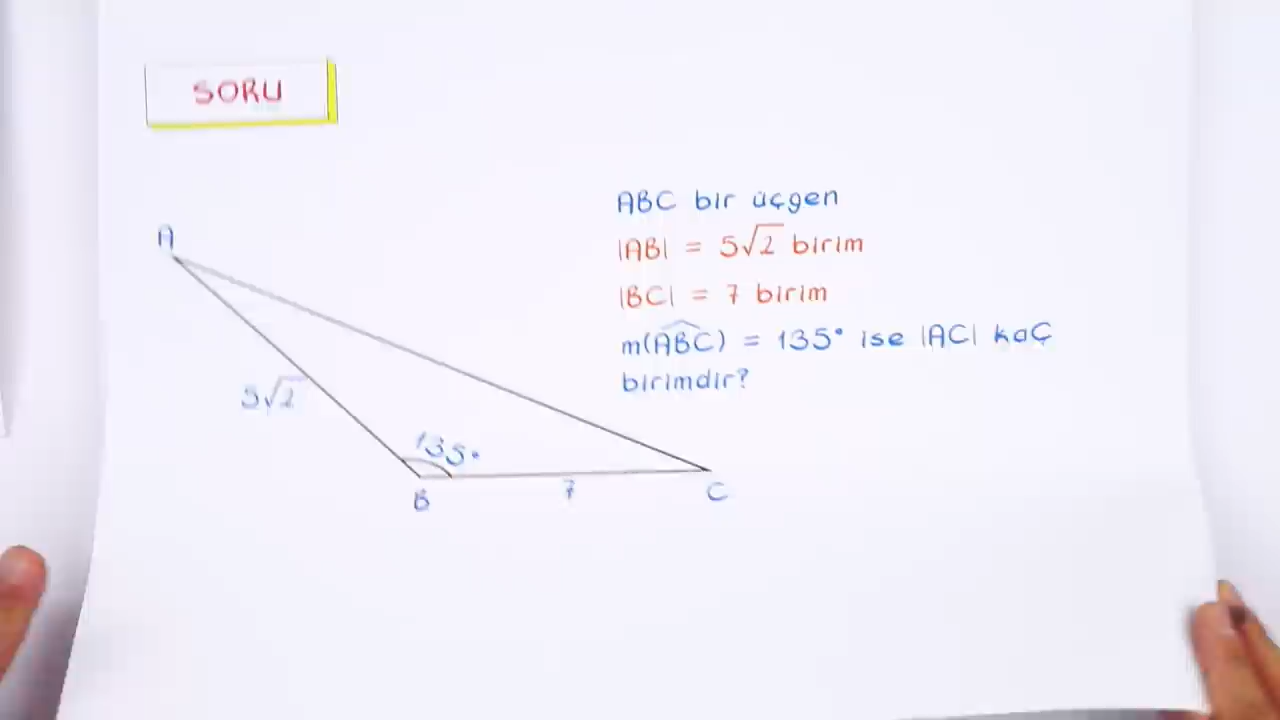 SORU
ABC bir üçgen
|AB| = 5√2 birim
|BC| = 7 birim
m(ABC) = 135° ise |AC| kaç
birimdir?
A
5√2
135°
B
7
C